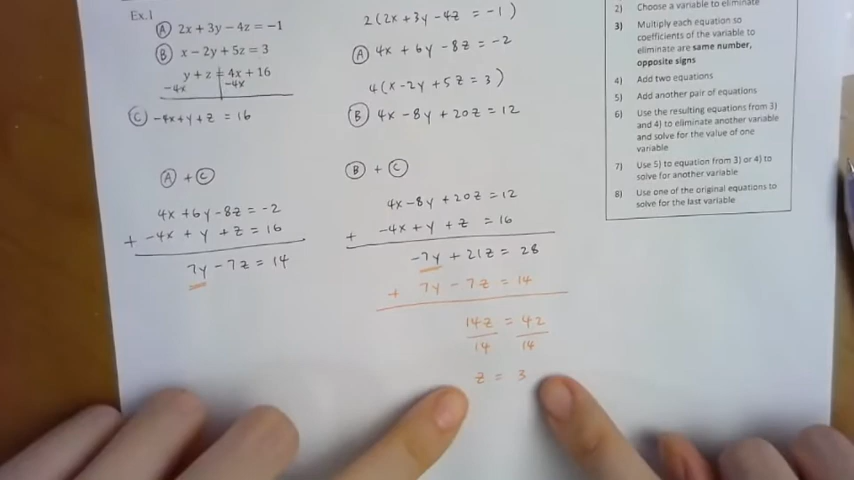 Ex.1
Ⓐ 2x + 3y - 4z = -1
Ⓑ x - 2y + 5z = 3
y + z = 4x + 16
-4x -4x
Ⓒ -4x + y + z = 16
2(2x + 3y - 4z = -1)
Ⓐ 4x + 6y - 8z = -2
4(x - 2y + 5z = 3)
Ⓑ 4x - 8y + 20z = 12
Ⓐ + Ⓒ
4x + 6y - 8z = -2
+ -4x + y + z = 16
7y - 7z = 14
Ⓑ + Ⓒ
4x - 8y + 20z = 12
+ -4x + y + z = 16
-7y + 21z = 28
+ 7y - 7z = 14
14z = 42
14 14
z = 3
2) Choose a variable to eliminate
3) Multiply each equation so
coefficients of the variable to
eliminate are same number,
opposite signs
4) Add two equations
5) Add another pair of equations
6) Use the resulting equations from 3)
and 4) to eliminate another variable
and solve for the value of one
variable
7) Use 5) to equation from 3) or 4) to
solve for another variable
8) Use one of the original equations to
solve for the last variable